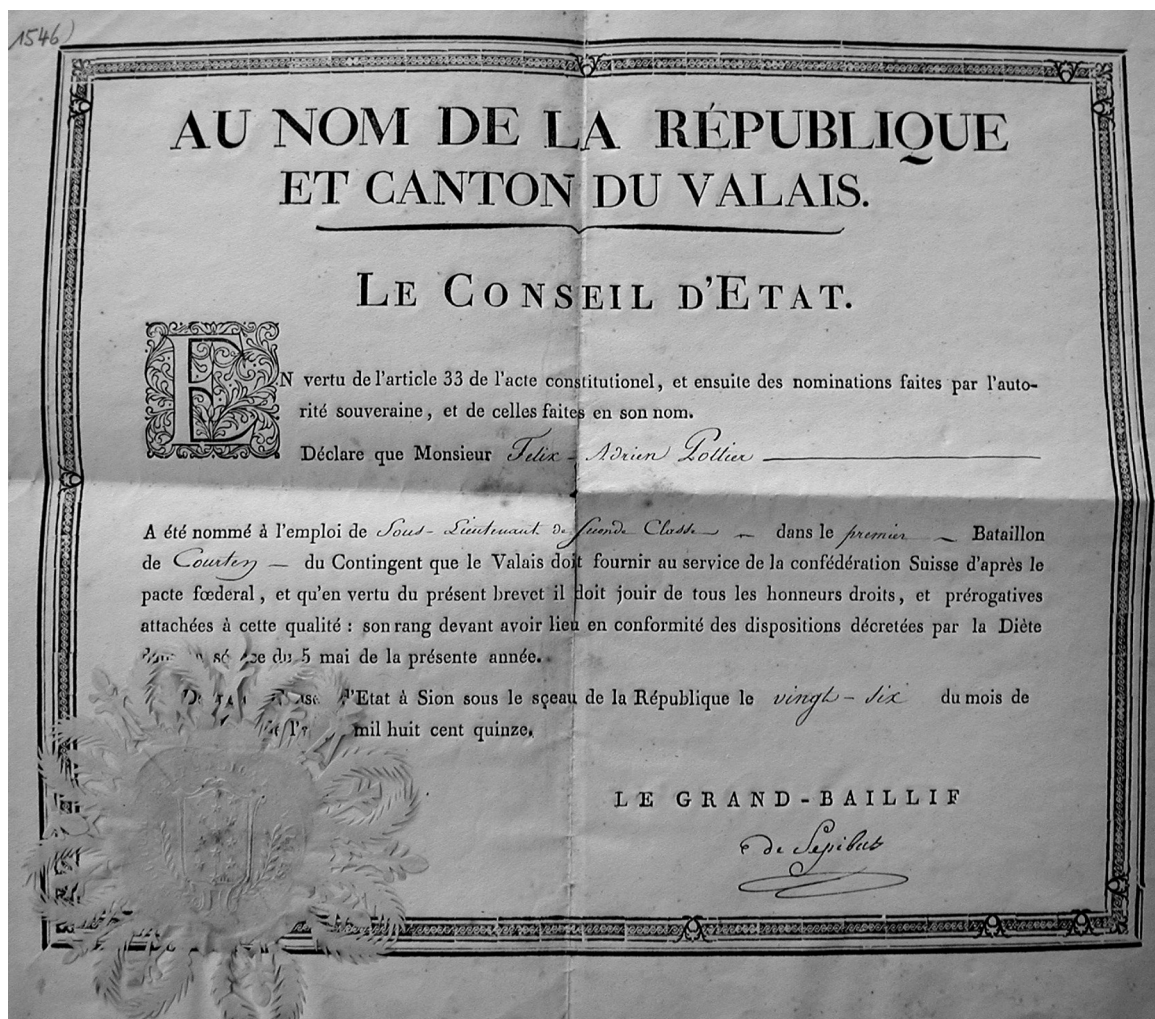 1546)
AU NOM DE LA RÉPUBLIQUE
ET CANTON DU VALAIS.
LE CONSEIL D'ETAT.
EN vertu de l'article 33 de l'acte constitutionel, et ensuite des nominations faites par l'auto-
rité souveraine, et de celles faites en son nom.
Déclare que Monsieur Felix - Adrien Pottier
A été nommé à l'emploi de Sous-Lieutenant de seconde Classe dans le premier Bataillon
de Courten du Contingent que le Valais doit fournir au service de la confédération Suisse d'après le
pacte fœderal, et qu'en vertu du présent brevet il doit jouir de tous les honneurs droits, et prérogatives
attachées à cette qualité : son rang devant avoir lieu en conformité des dispositions décretées par la Diète
du 5 mai de la présente année.
d'Etat à Sion sous le sçeau de la République le vingt-six du mois de
mil huit cent quinze.
LE GRAND-BAILLIF
de Sepibus